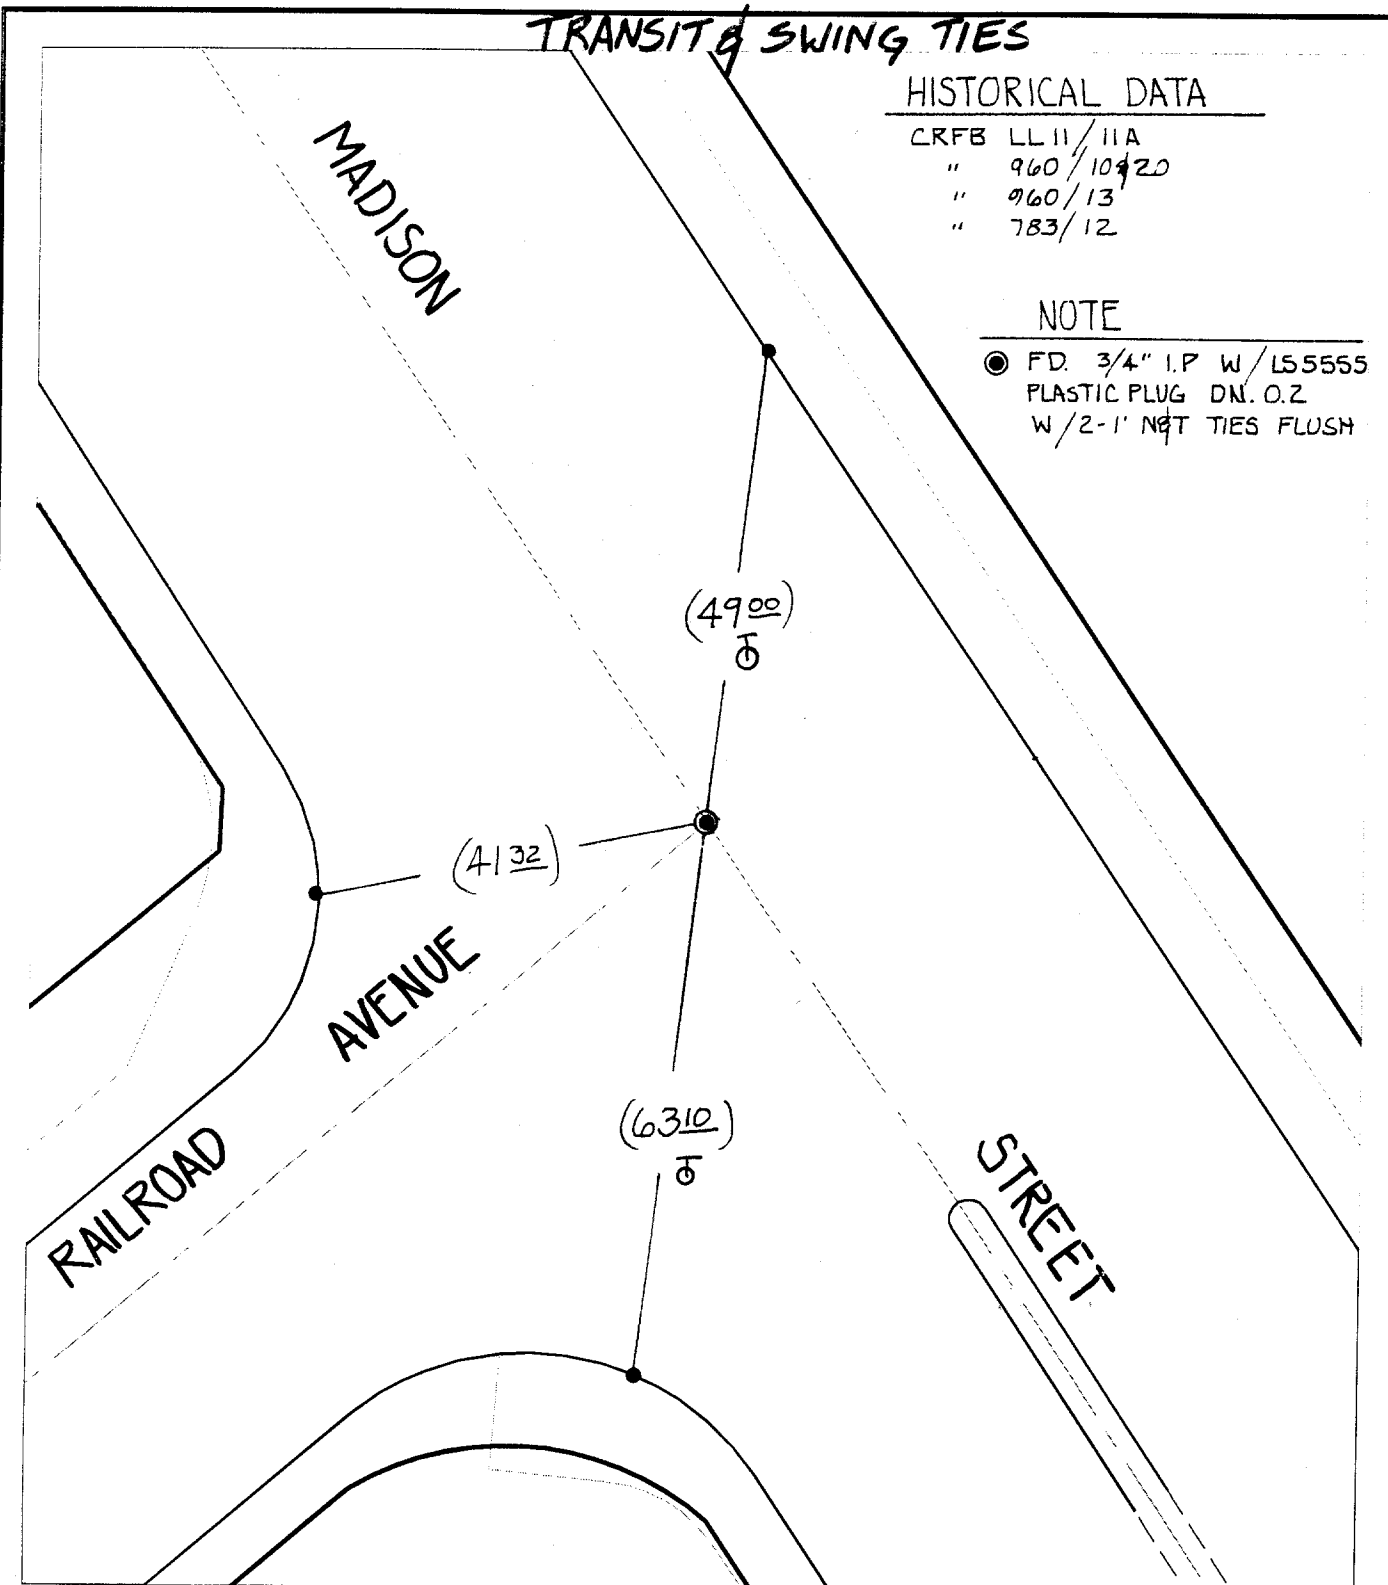 TRANSIT & SWING TIES
HISTORICAL DATA
CRFB LL 11/11A
" 960/10&20
" 960/13
" 783/12
NOTE
FD. 3/4" I.P W/LS5555
PLASTIC PLUG DN. 0.2
W/2-1' N&T TIES FLUSH
MADISON
(49 00)
T
(41 32)
AVENUE
RAILROAD
(63 10)
T
STREET